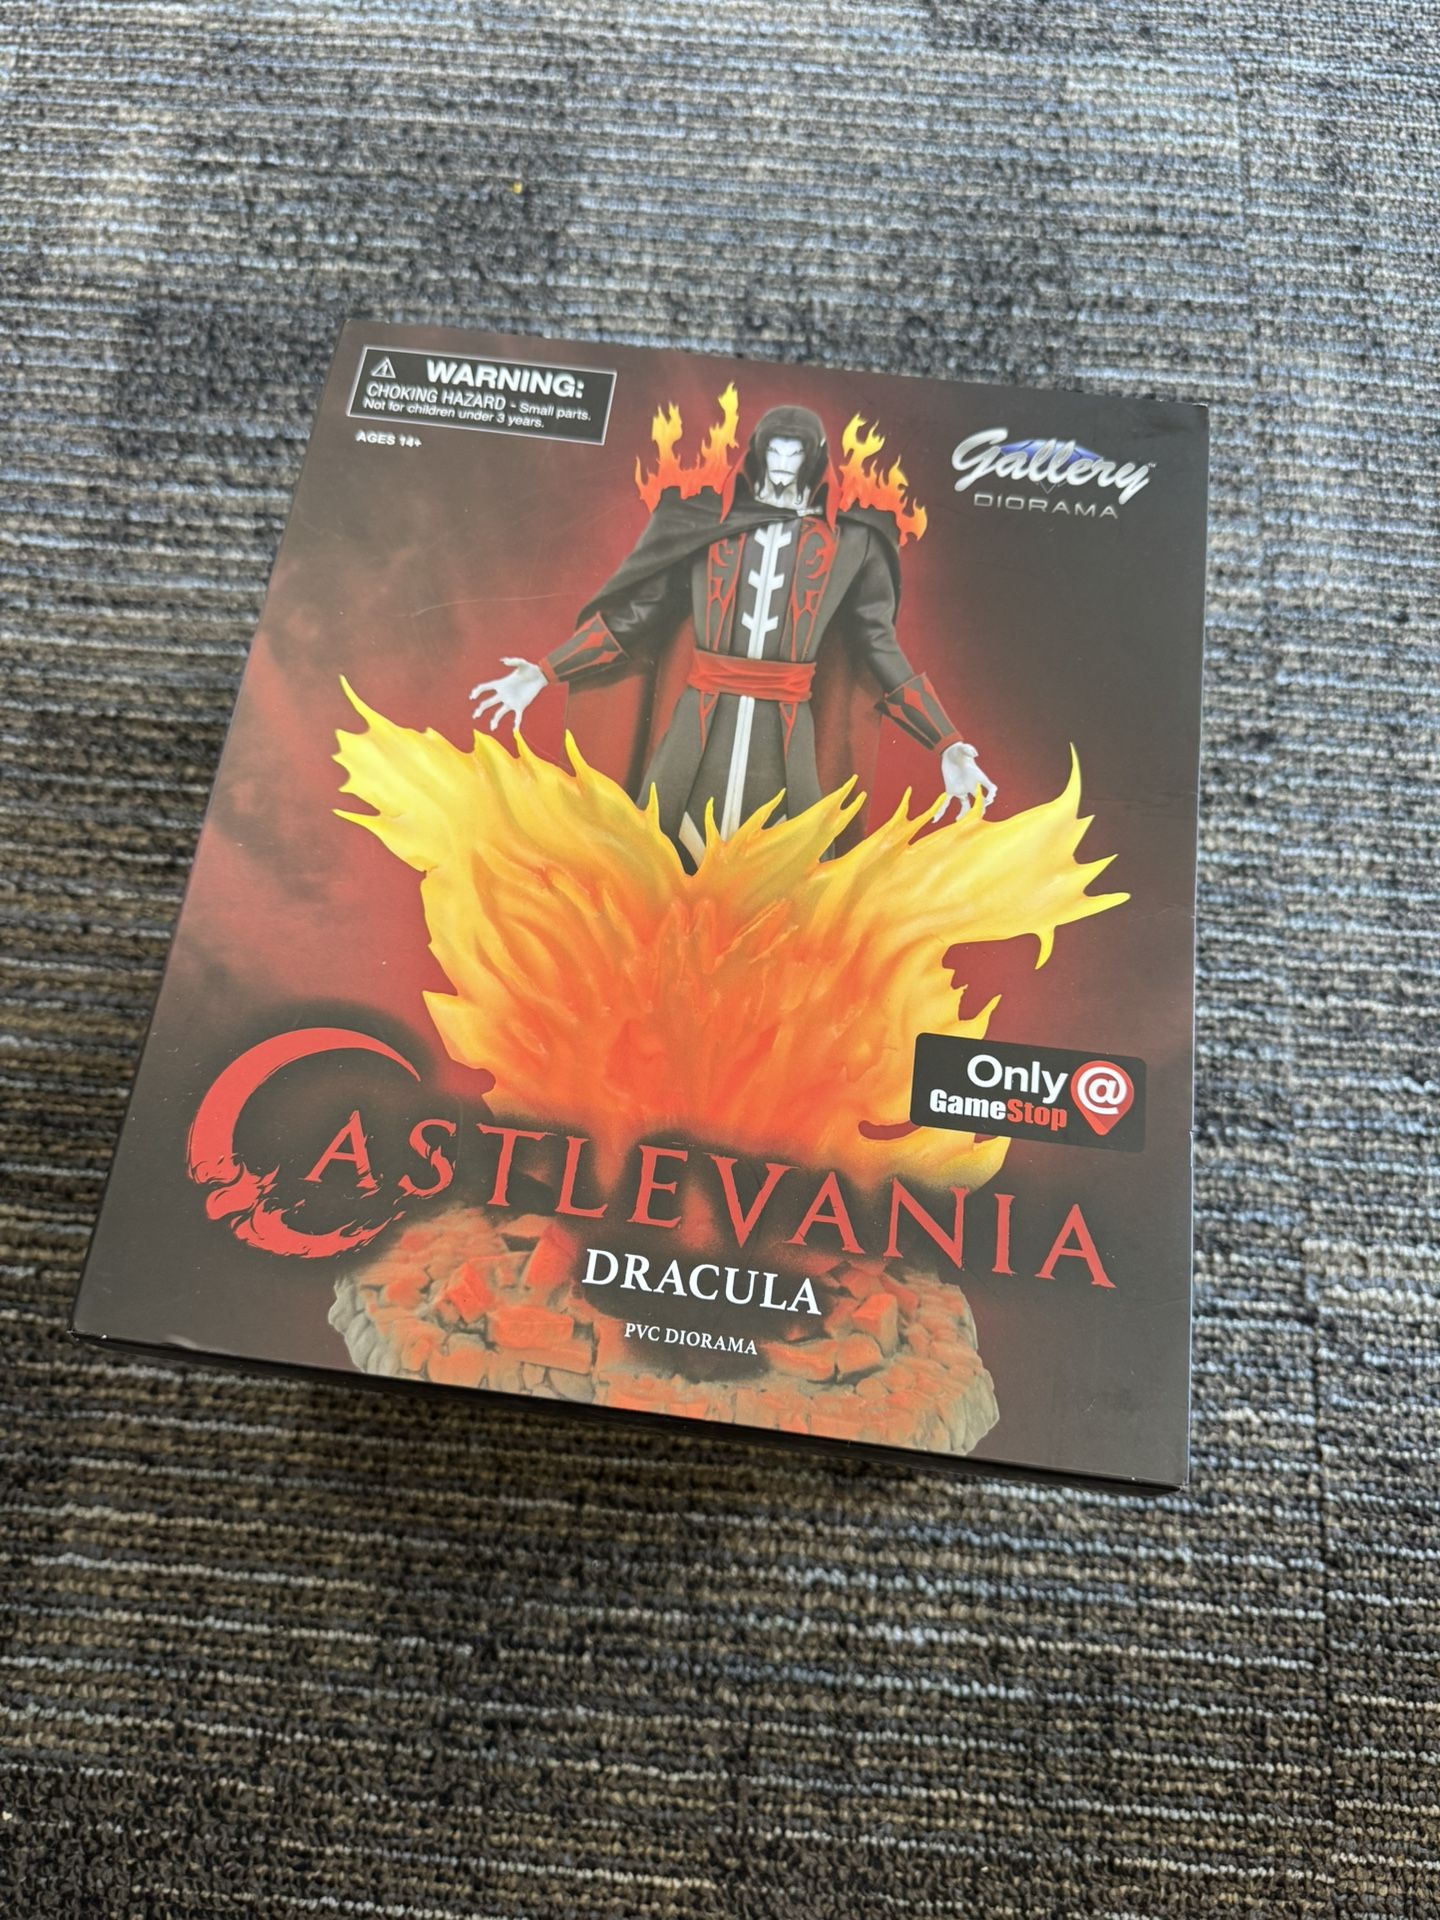 WARNING:
CHOKING HAZARD - Small parts.
Not for children under 3 years.
AGES 14+
Gallery™
DIORAMA
Only @
GameStop
CASTLEVANIA
DRACULA
PVC DIORAMA